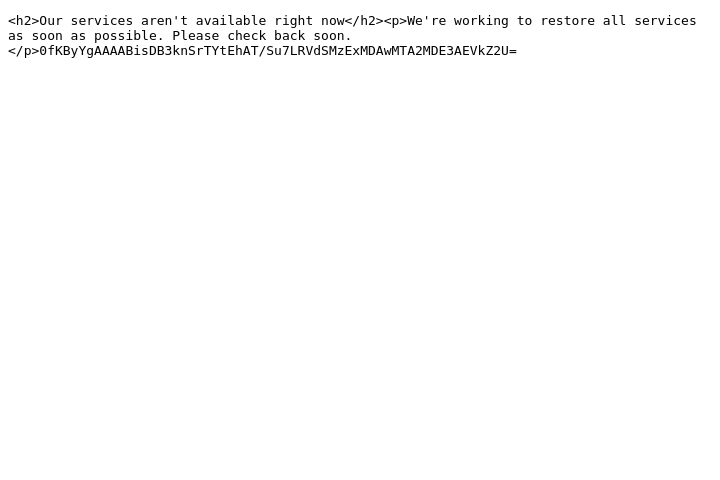 <h2>Our services aren't available right now</h2><p>We're working to restore all services
as soon as possible. Please check back soon.
</p>0fKByYgAAAABisDB3knSrTYtEhAT/Su7LRVdSMzExMDAwMTA2MDE3AEVkZ2U=